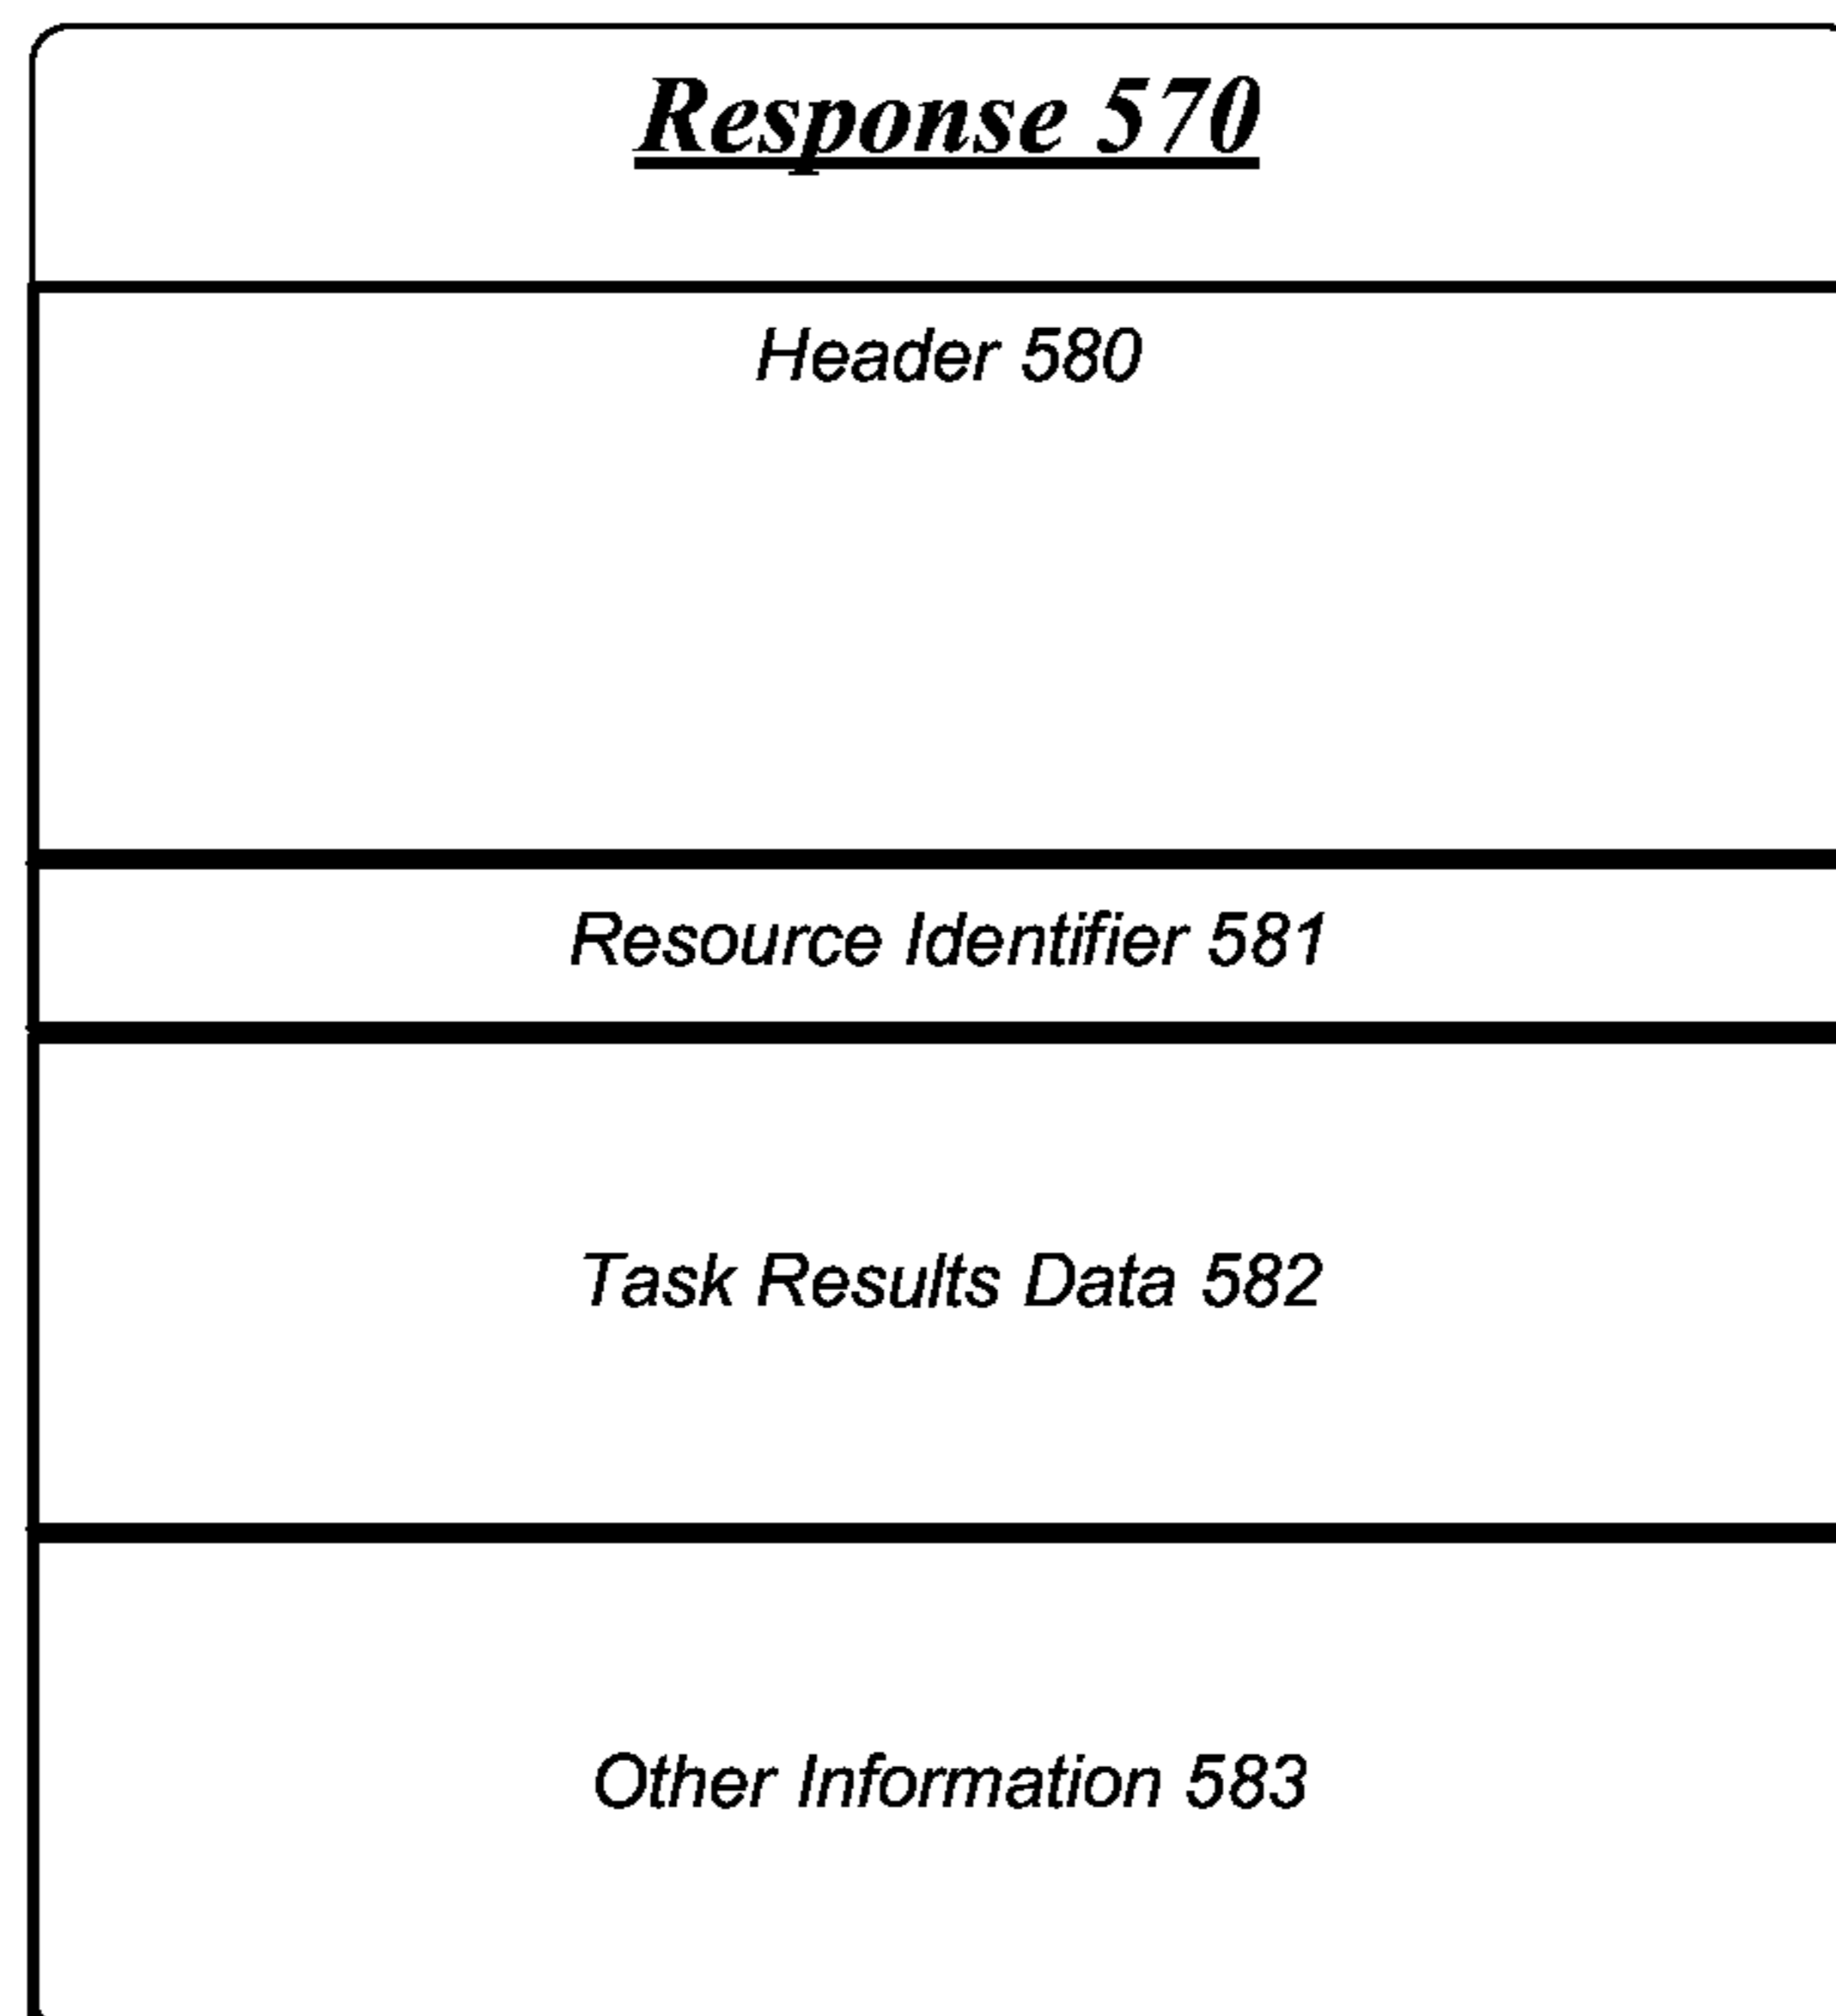 Response 570
Header 580
Resource Identifier 581
Task Results Data 582
Other Information 583